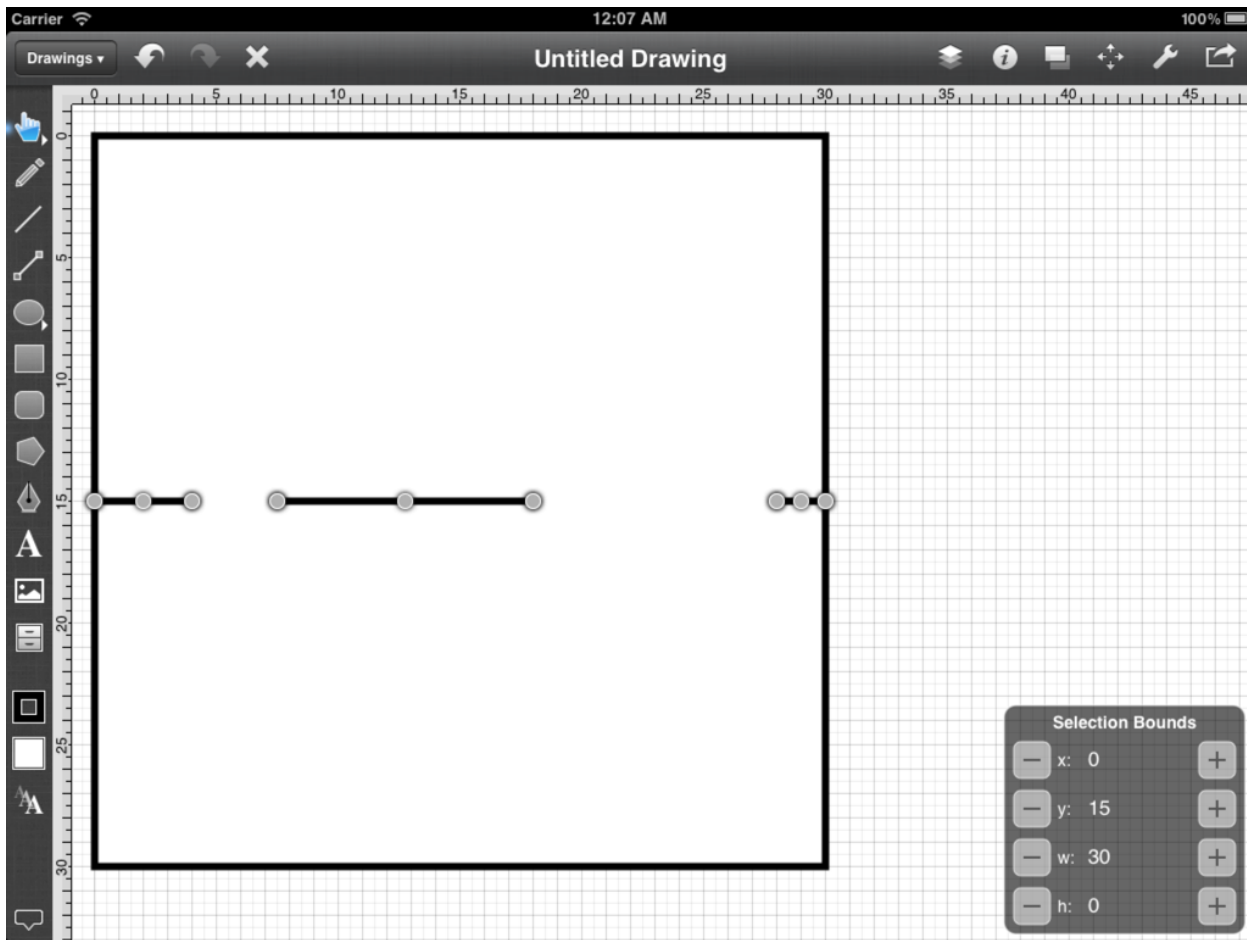 Carrier 12:07 AM 100%
Drawings ▾ Untitled Drawing
0 5 10 15 20 25 30 35 40 45
0
5
10
15
20
25
30
A
AAA
Selection Bounds
x: 0
y: 15
w: 30
h: 0